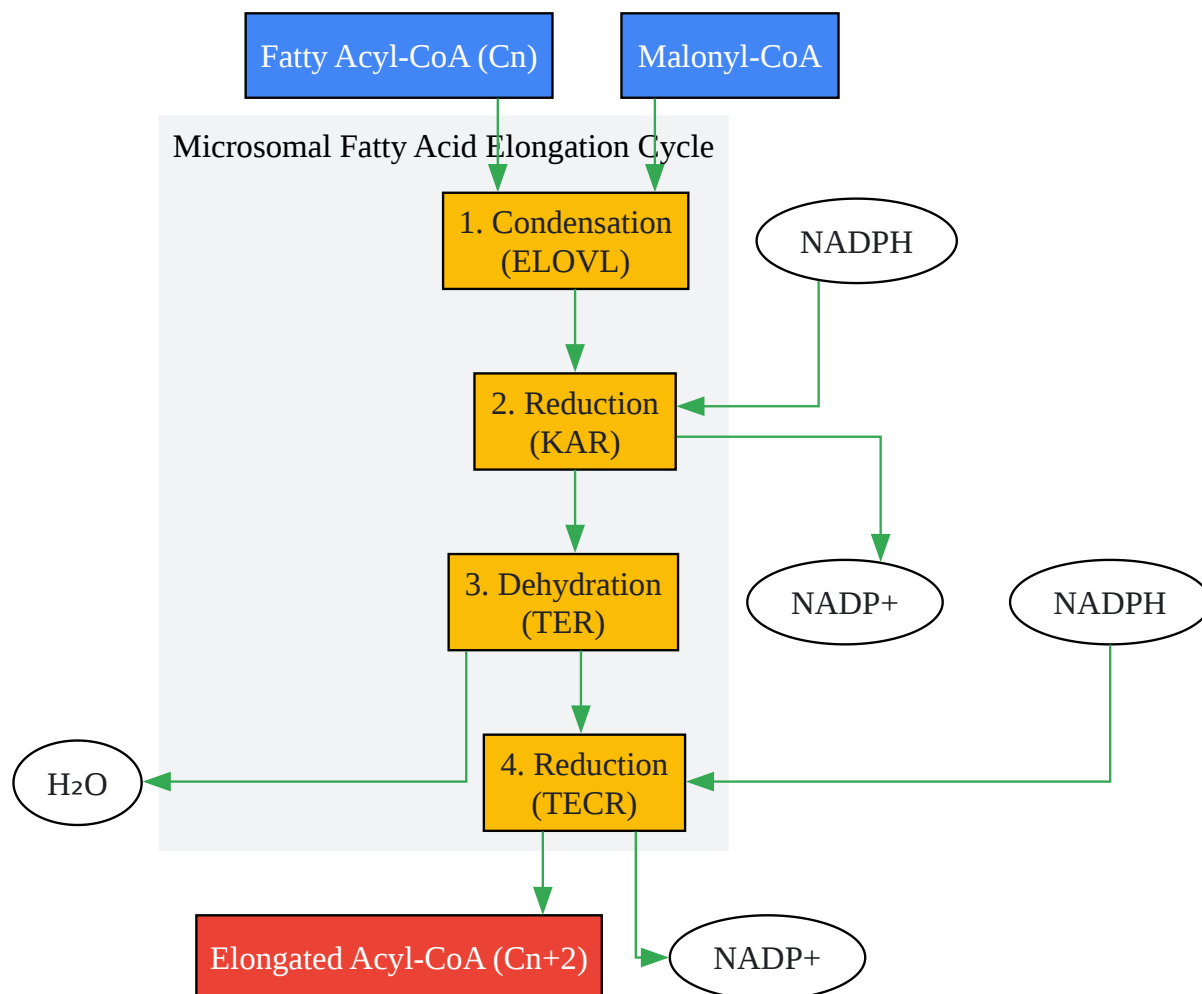 Fatty Acyl-CoA (Cn)
Malonyl-CoA
Microsomal Fatty Acid Elongation Cycle
1. Condensation
(ELOVL)
NADPH
2. Reduction
(KAR)
3. Dehydration
(TER)
NADP+
NADPH
H₂O
4. Reduction
(TECR)
Elongated Acyl-CoA (Cn+2)
NADP+